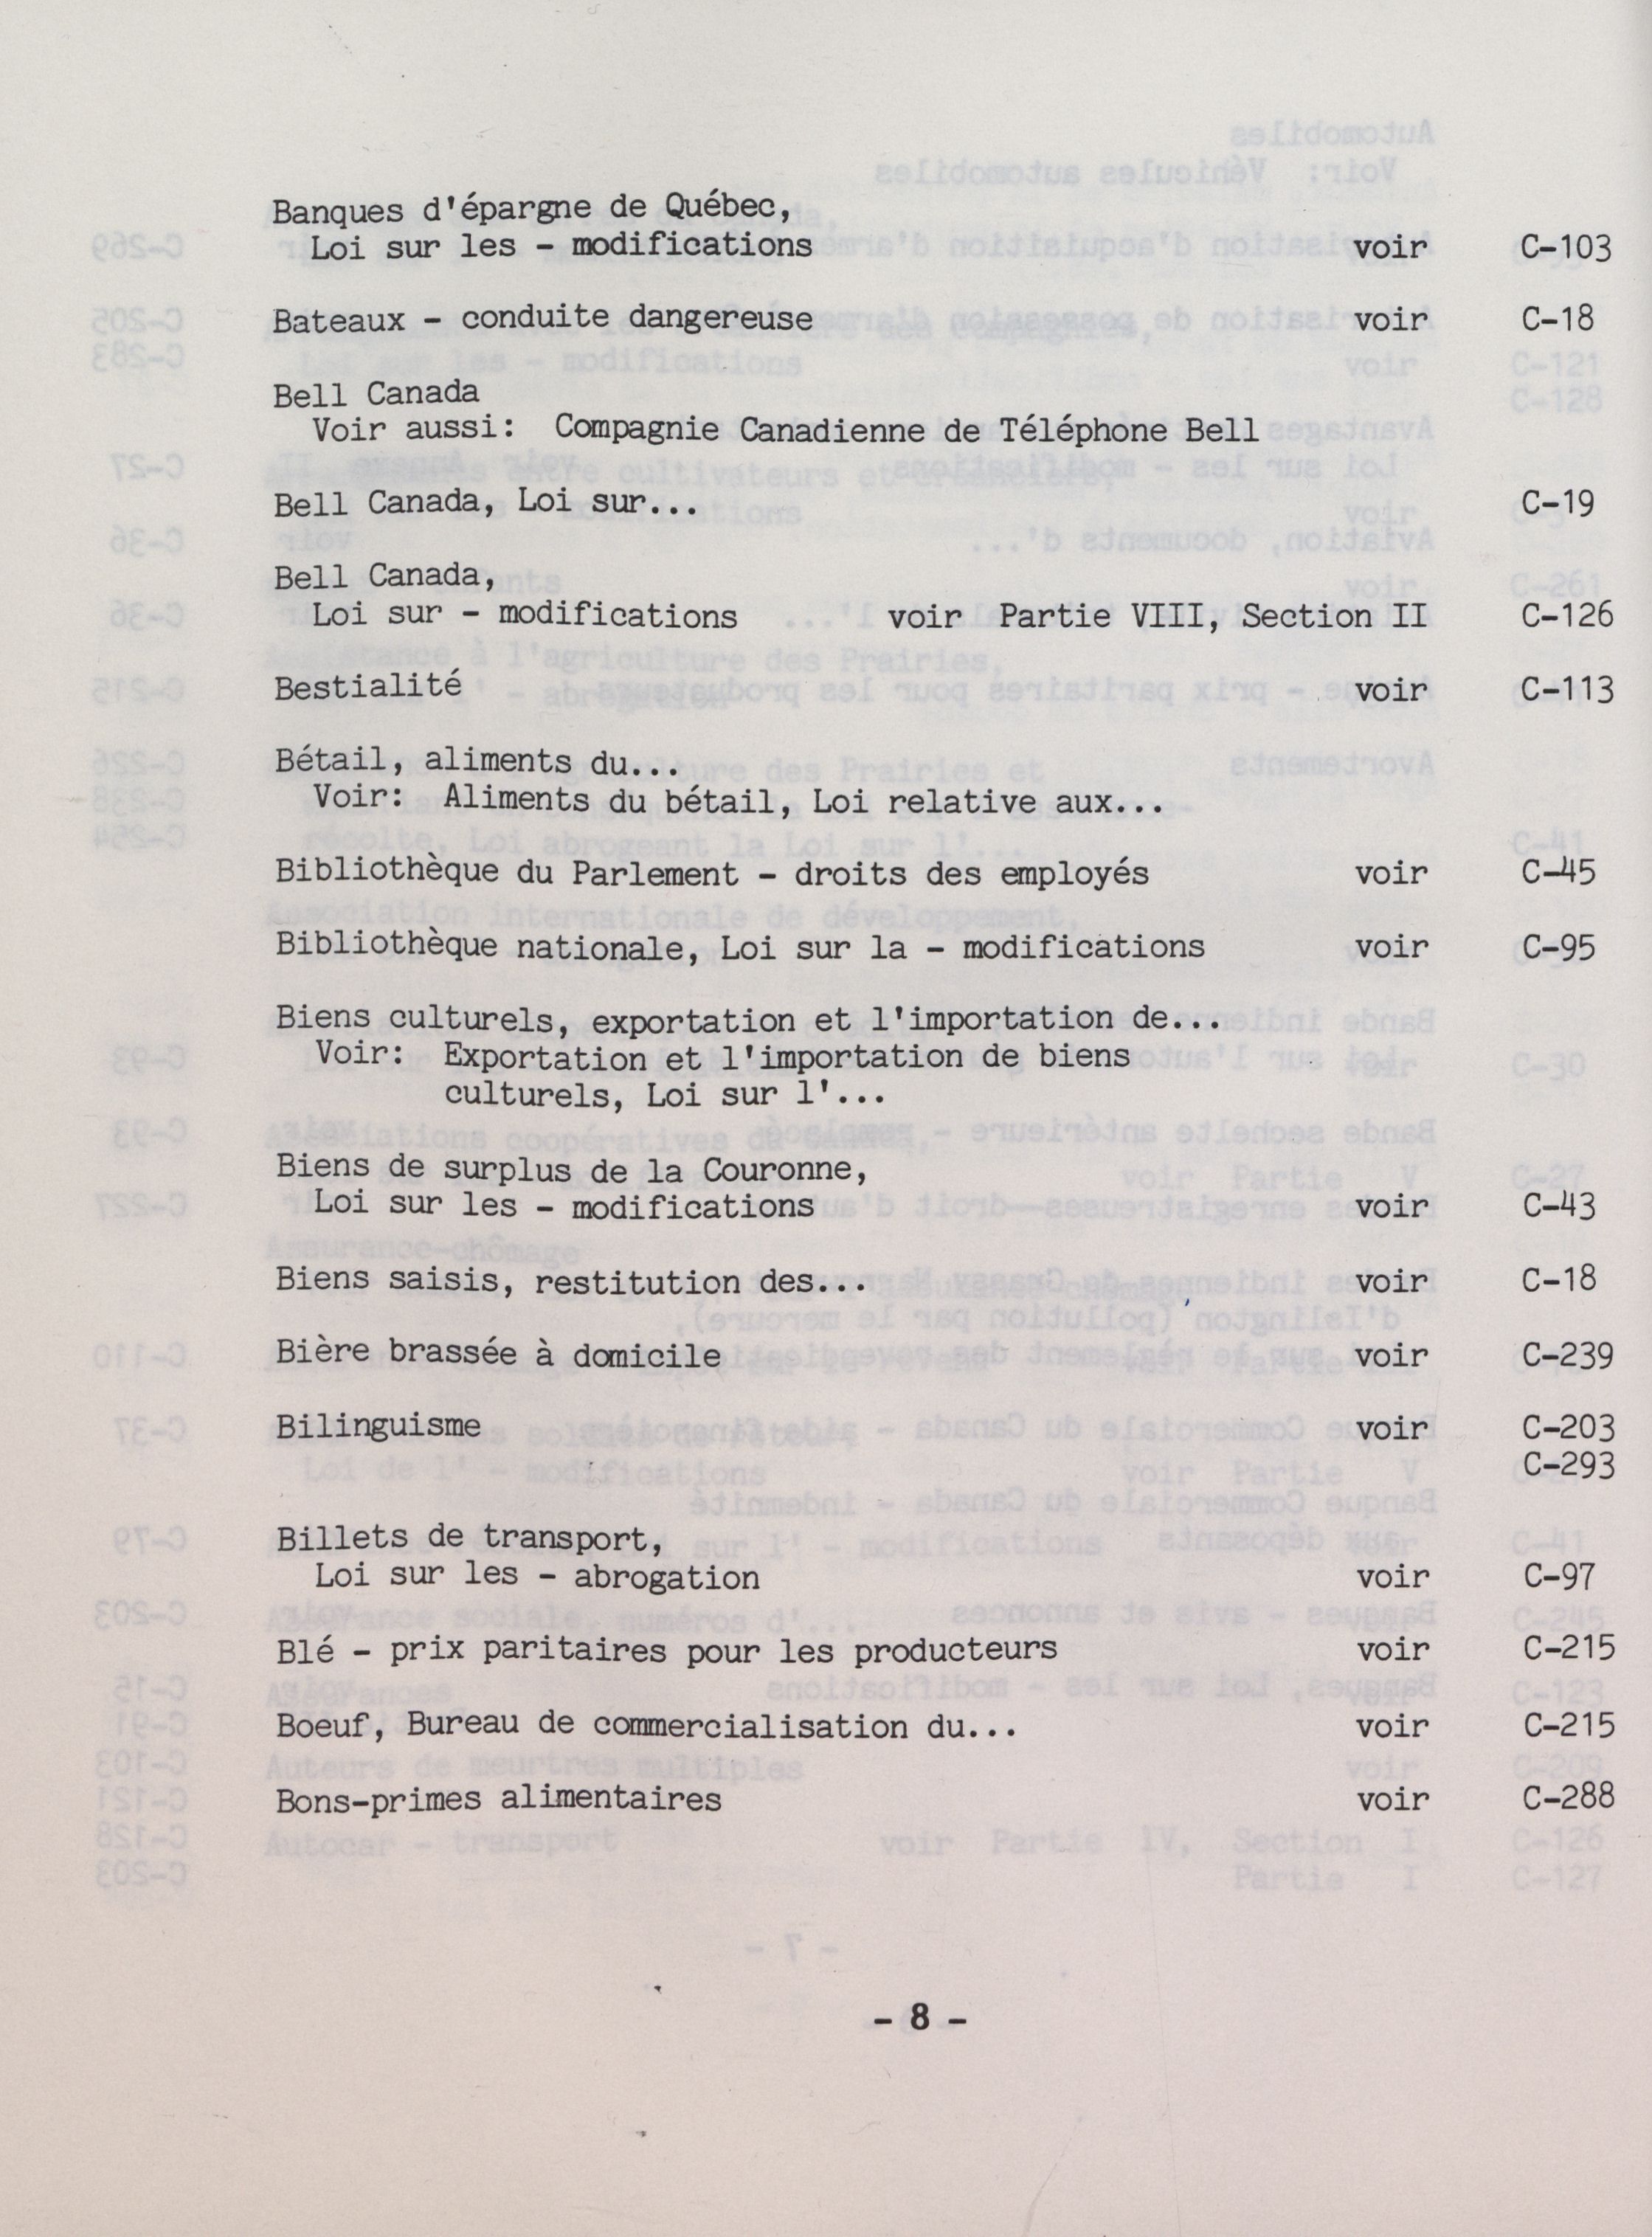 Banques d'épargne de Québec,
Loi sur les - modifications voir C-103
Bateaux - conduite dangereuse voir C-18
Bell Canada
Voir aussi: Compagnie Canadienne de Téléphone Bell
Bell Canada, Loi sur... C-19
Bell Canada,
Loi sur - modifications voir Partie VIII, Section II C-126
Bestialité voir C-113
Bétail, aliments du...
Voir: Aliments du bétail, Loi relative aux...
Bibliothèque du Parlement - droits des employés voir C-45
Bibliothèque nationale, Loi sur la - modifications voir C-95
Biens culturels, exportation et l'importation de...
Voir: Exportation et l'importation de biens
culturels, Loi sur l'...
Biens de surplus de la Couronne,
Loi sur les - modifications voir C-43
Biens saisis, restitution des... voir C-18
Bière brassée à domicile voir C-239
Bilinguisme voir C-203
C-293
Billets de transport,
Loi sur les - abrogation voir C-97
Blé - prix paritaires pour les producteurs voir C-215
Boeuf, Bureau de commercialisation du... voir C-215
Bons-primes alimentaires voir C-288
- 8 -